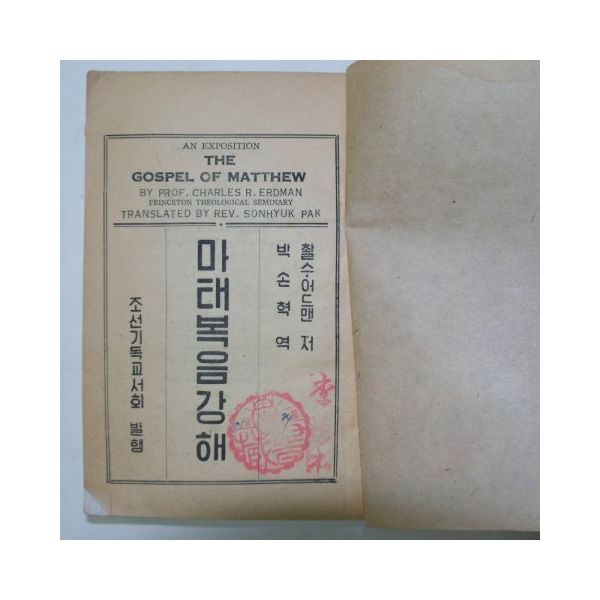 AN EXPOSITION
THE
GOSPEL OF MATTHEW
BY PROF. CHARLES R. ERDMAN
PRINCETON THEOLOGICAL SEMINARY
TRANSLATED BY REV. SONHYUK PAK
촬스·어드맨 저
박손혁 역
마태복음강해
조선기독교서회 발행
李